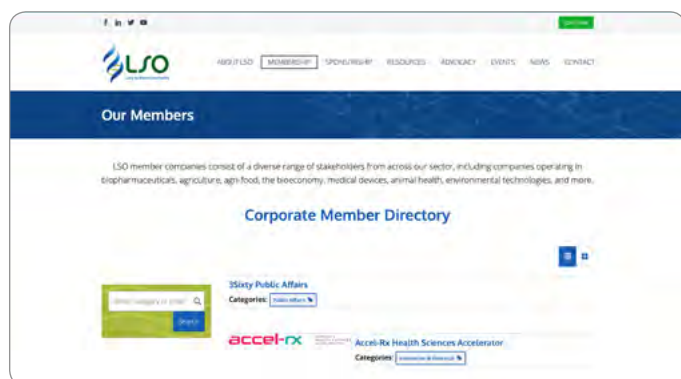 LSO
ABOUT LSO MEMBERSHIP SPONSORSHIP RESOURCES ADVOCACY EVENTS NEWS CONTACT
Our Members
LSO member companies consist of a diverse range of stakeholders from across our sector, including companies operating in
biopharmaceuticals, agriculture, agri-food, the bioeconomy, medical devices, animal health, environmental technologies, and more.
Corporate Member Directory
3Sixty Public Affairs
Categories: Public Affairs
Search
accel-rx
Accel-Rx Health Sciences Accelerator
Categories: